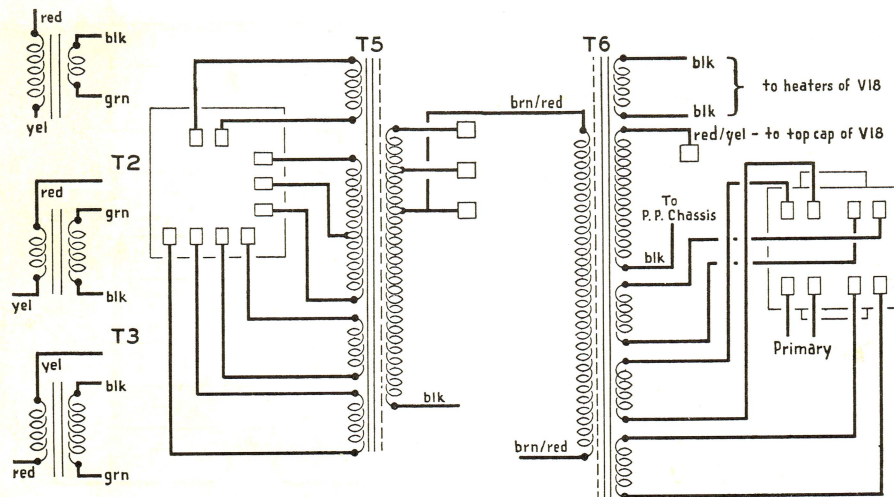 red
blk
grn
yel
T2
red
grn
yel
blk
T3
yel
blk
red
grn
T5
brn/red
blk
T6
blk
blk
to heaters of V18
red/yel – to top cap of V18
To
P.P. Chassis
blk
Primary
brn/red